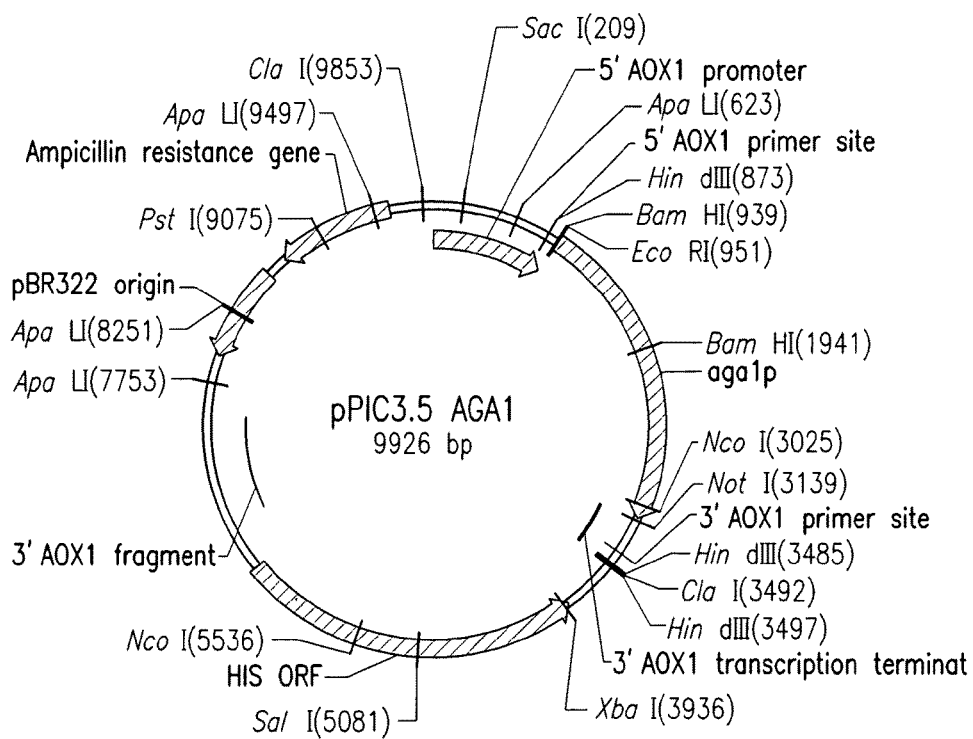 Sac I(209)
Cla I(9853)
5' AOX1 promoter
Apa LI(9497)
Apa LI(623)
Ampicillin resistance gene
5' AOX1 primer site
Hin dIII(873)
Pst I(9075)
Bam HI(939)
Eco RI(951)
pBR322 origin
Apa LI(8251)
Bam HI(1941)
aga1p
Apa LI(7753)
pPIC3.5 AGA1
9926 bp
Nco I(3025)
Not I(3139)
3' AOX1 primer site
3' AOX1 fragment
Hin dIII(3485)
Cla I(3492)
Nco I(5536)
Hin dIII(3497)
HIS ORF
3' AOX1 transcription terminat
Sal I(5081)
Xba I(3936)